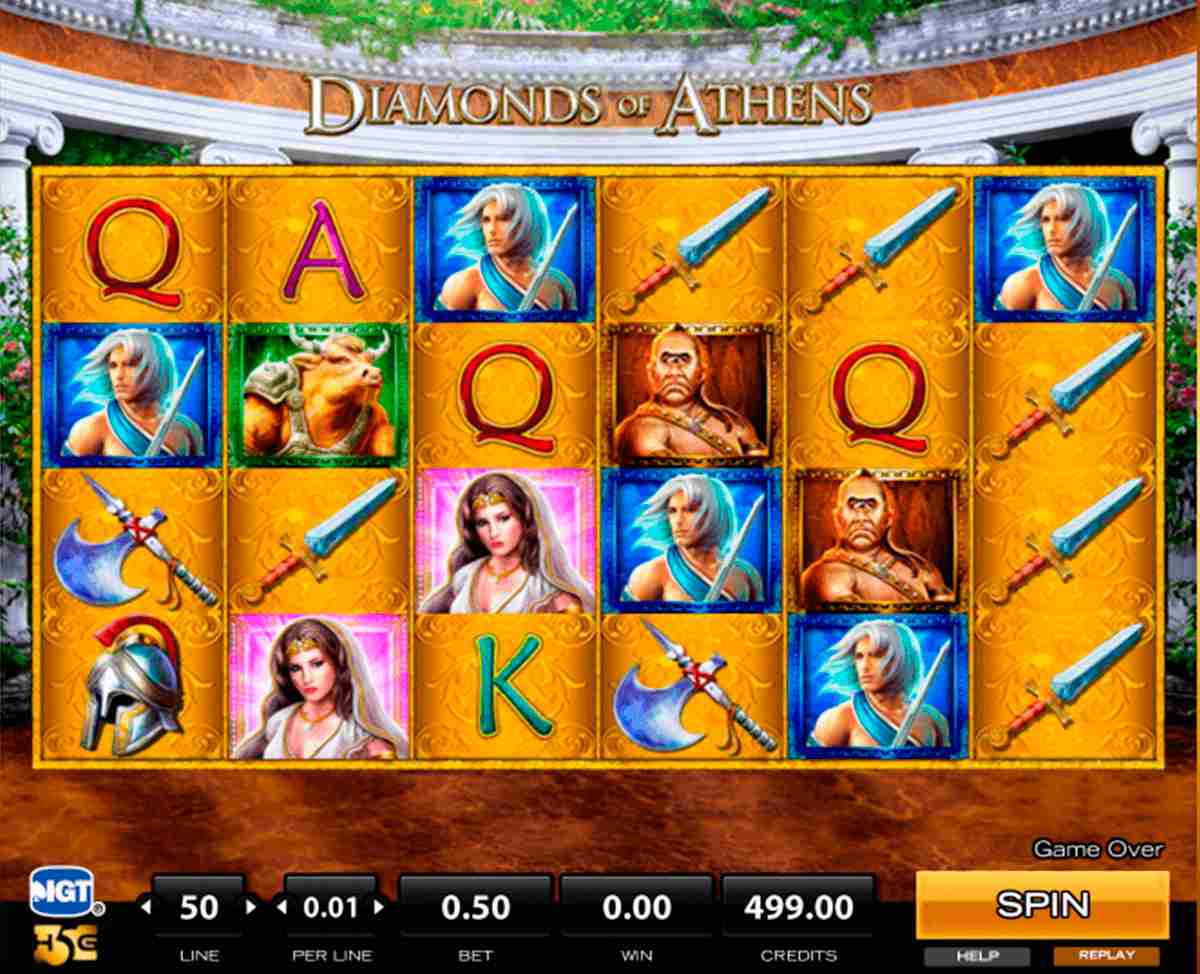 DIAMONDS OF ATHENS
Q A
Q Q
K
Game Over
IGT®
H5G
50 0.01 0.50 0.00 499.00 SPIN
LINE PER LINE BET WIN CREDITS HELP REPLAY